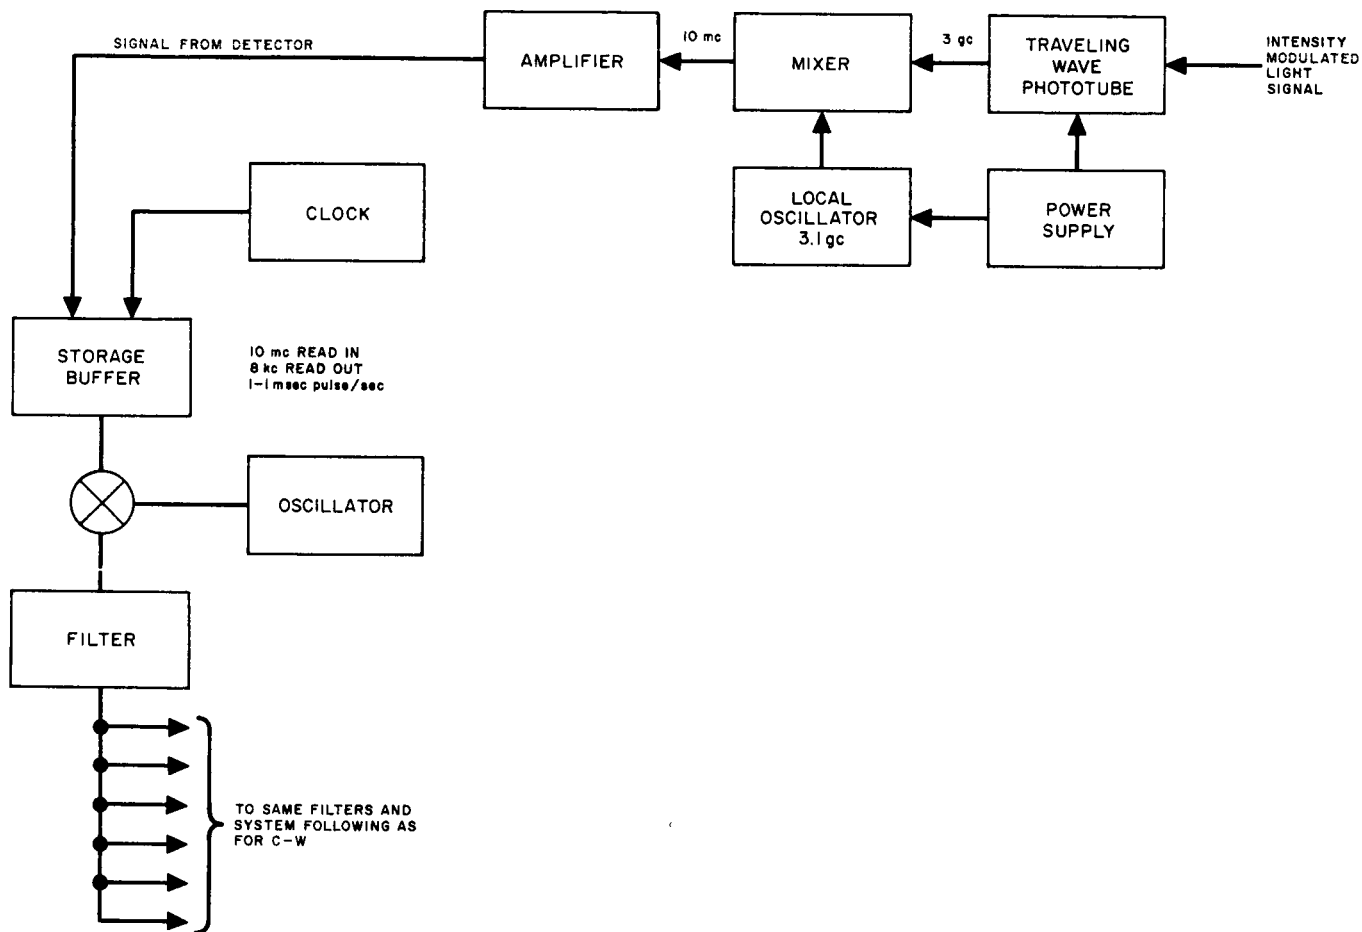 SIGNAL FROM DETECTOR
AMPLIFIER
10 mc
MIXER
3 gc
TRAVELING
WAVE
PHOTOTUBE
INTENSITY
MODULATED
LIGHT
SIGNAL
CLOCK
LOCAL
OSCILLATOR
3.1 gc
POWER
SUPPLY
STORAGE
BUFFER
10 mc READ IN
8 kc READ OUT
1-1 msec pulse/sec
OSCILLATOR
FILTER
TO SAME FILTERS AND
SYSTEM FOLLOWING AS
FOR C-W